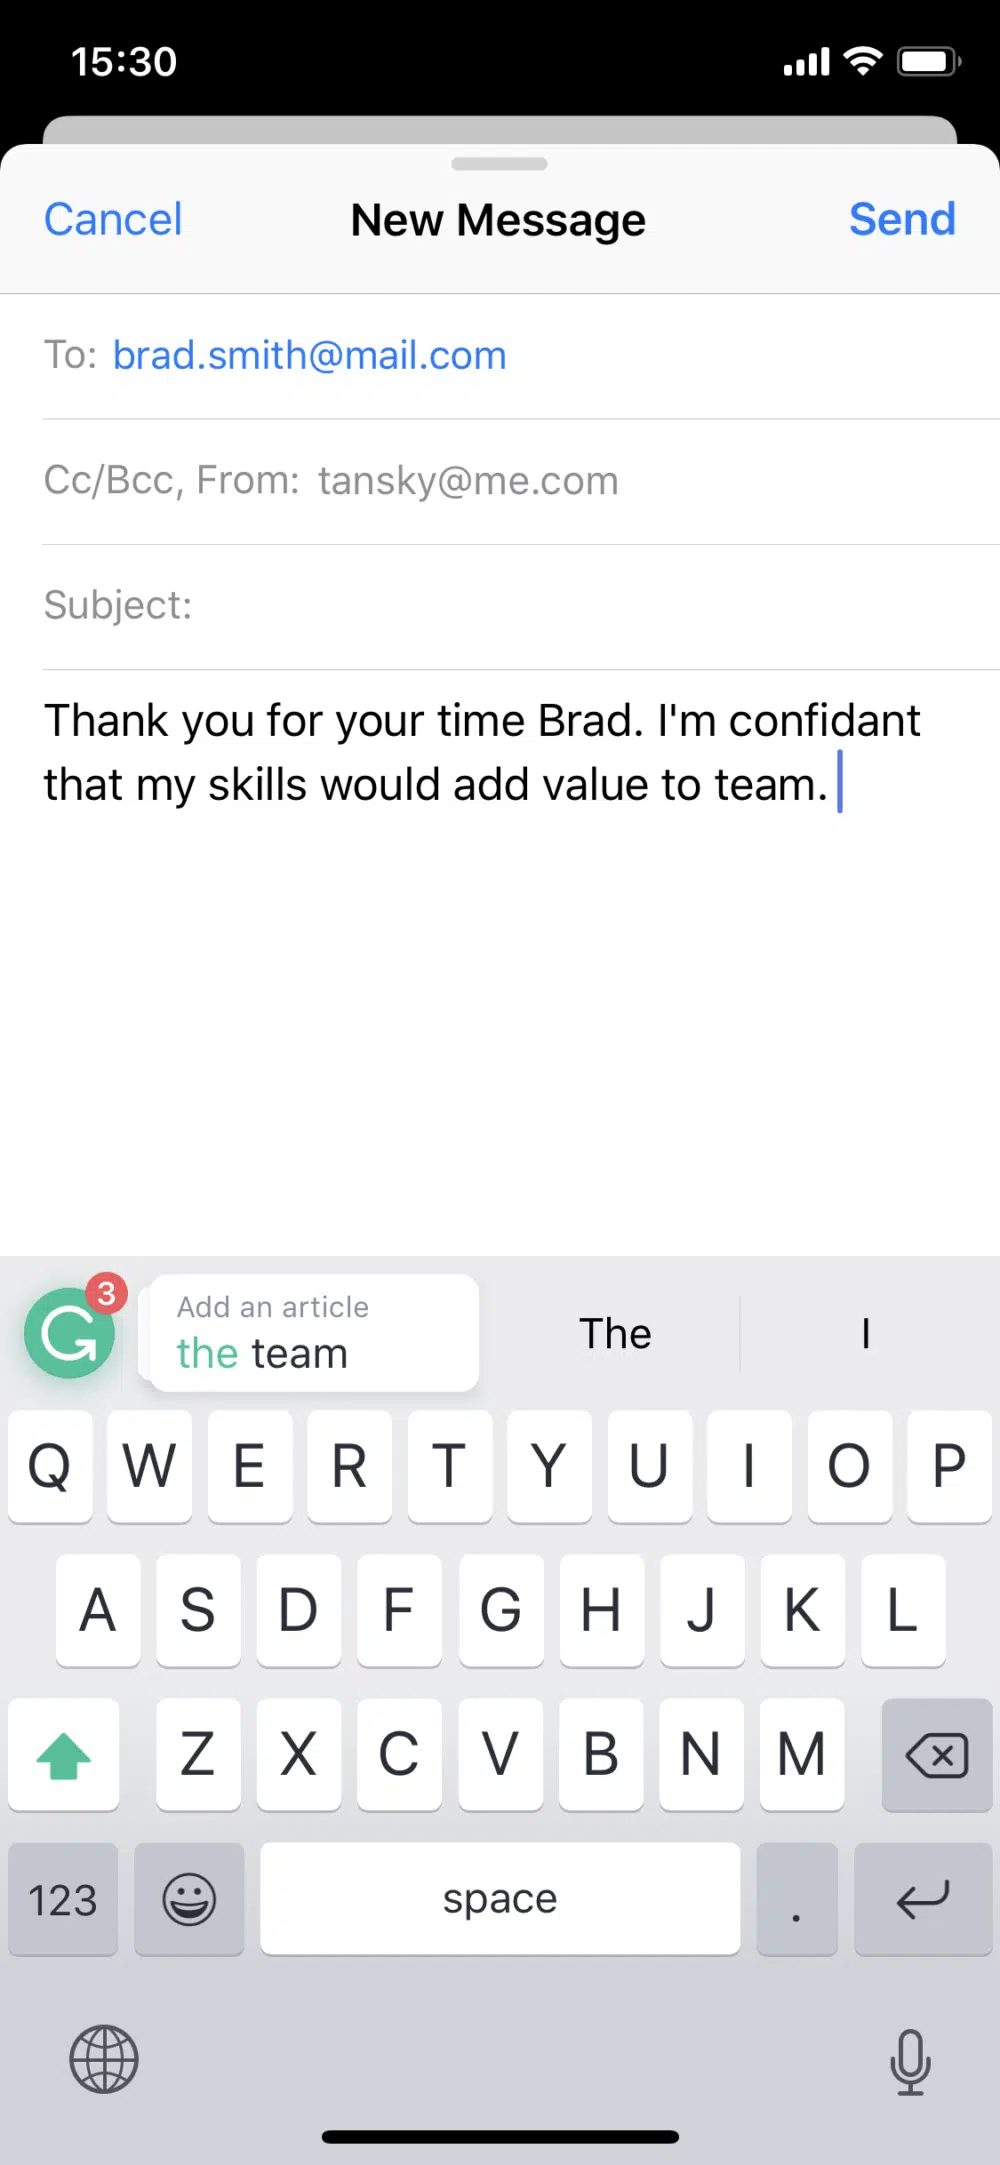 15:30
Cancel New Message Send
To: brad.smith@mail.com
Cc/Bcc, From: tansky@me.com
Subject:
Thank you for your time Brad. I'm confidant
that my skills would add value to team.
3
Add an article
the team
The I
Q W E R T Y U I O P
A S D F G H J K L
Z X C V B N M
123 space .